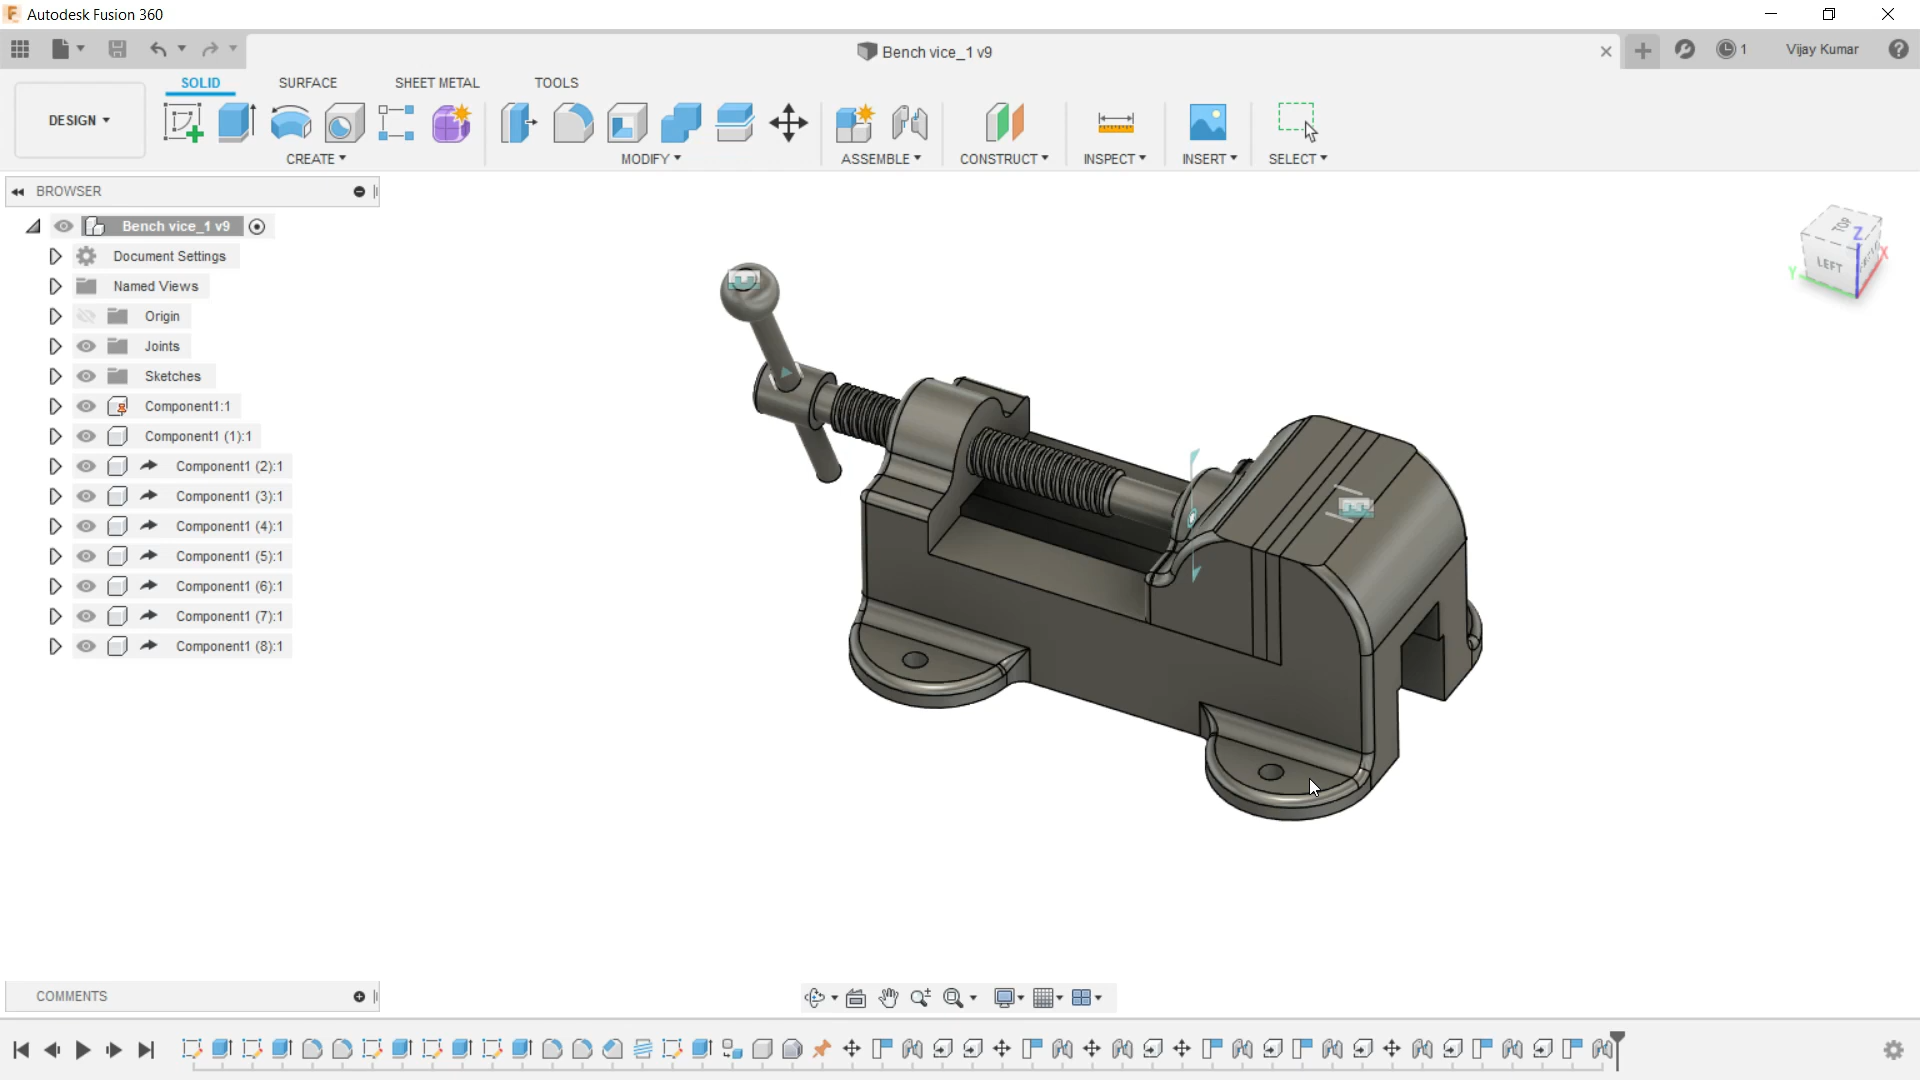 Autodesk Fusion 360
Bench vice_1 v9
1
Vijay Kumar
SOLID
SURFACE
SHEET METAL
TOOLS
DESIGN
CREATE
MODIFY
ASSEMBLE
CONSTRUCT
INSPECT
INSERT
SELECT
BROWSER
Bench vice_1 v9
Document Settings
Named Views
Origin
Joints
Sketches
Component1:1
Component1 (1):1
Component1 (2):1
Component1 (3):1
Component1 (4):1
Component1 (5):1
Component1 (6):1
Component1 (7):1
Component1 (8):1
TOP
Z
X
LEFT
Y
COMMENTS